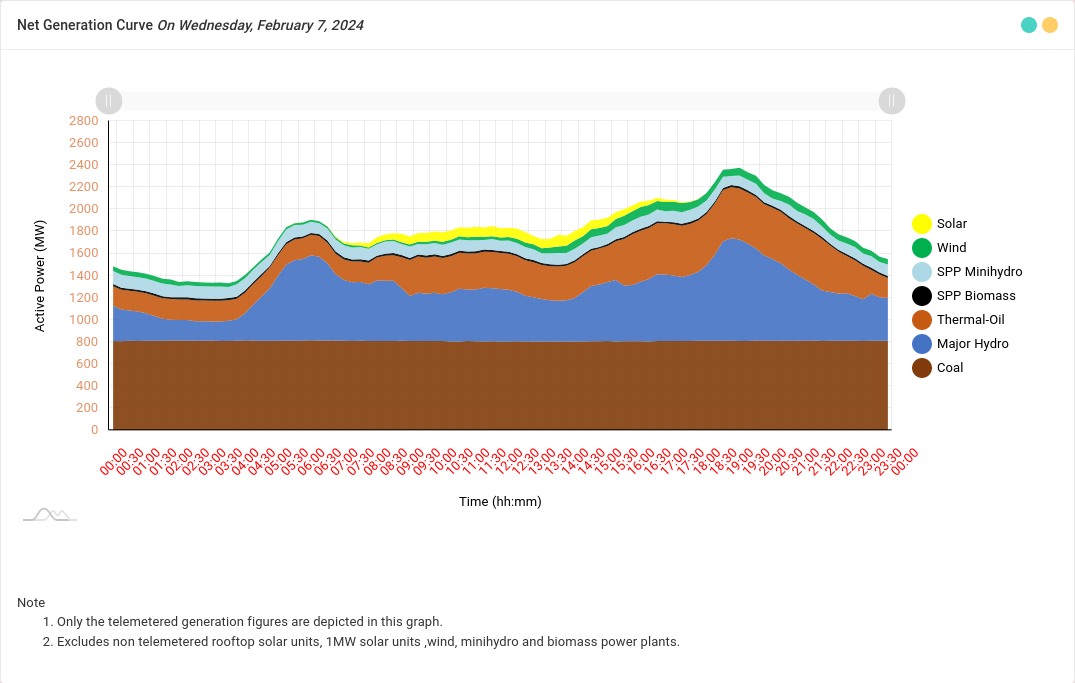 Net Generation Curve On Wednesday, February 7, 2024
2800
2600
2400
2200
2000
1800
1600
1400
1200
1000
800
600
400
200
0
Active Power (MW)
00:00 00:30 01:00 01:30 02:00 02:30 03:00 03:30 04:00 04:30 05:00 05:30 06:00 06:30 07:00 07:30 08:00 08:30 09:00 09:30 10:00 10:30 11:00 11:30 12:00 12:30 13:00 13:30 14:00 14:30 15:00 15:30 16:00 16:30 17:00 17:30 18:00 18:30 19:00 19:30 20:00 20:30 21:00 21:30 22:00 22:30 23:00 23:30 00:00
Time (hh:mm)
Solar
Wind
SPP Minihydro
SPP Biomass
Thermal-Oil
Major Hydro
Coal
Note
1. Only the telemetered generation figures are depicted in this graph.
2. Excludes non telemetered rooftop solar units, 1MW solar units ,wind, minihydro and biomass power plants.